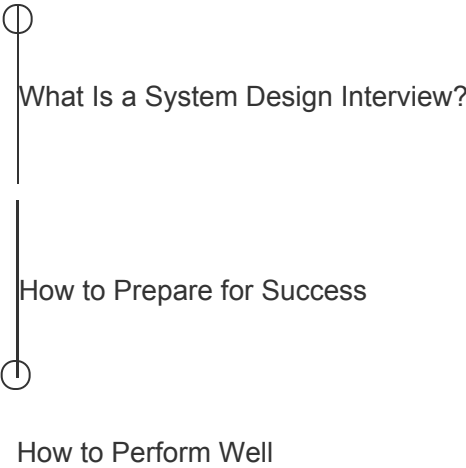 What Is a System Design Interview?
How to Prepare for Success
How to Perform Well